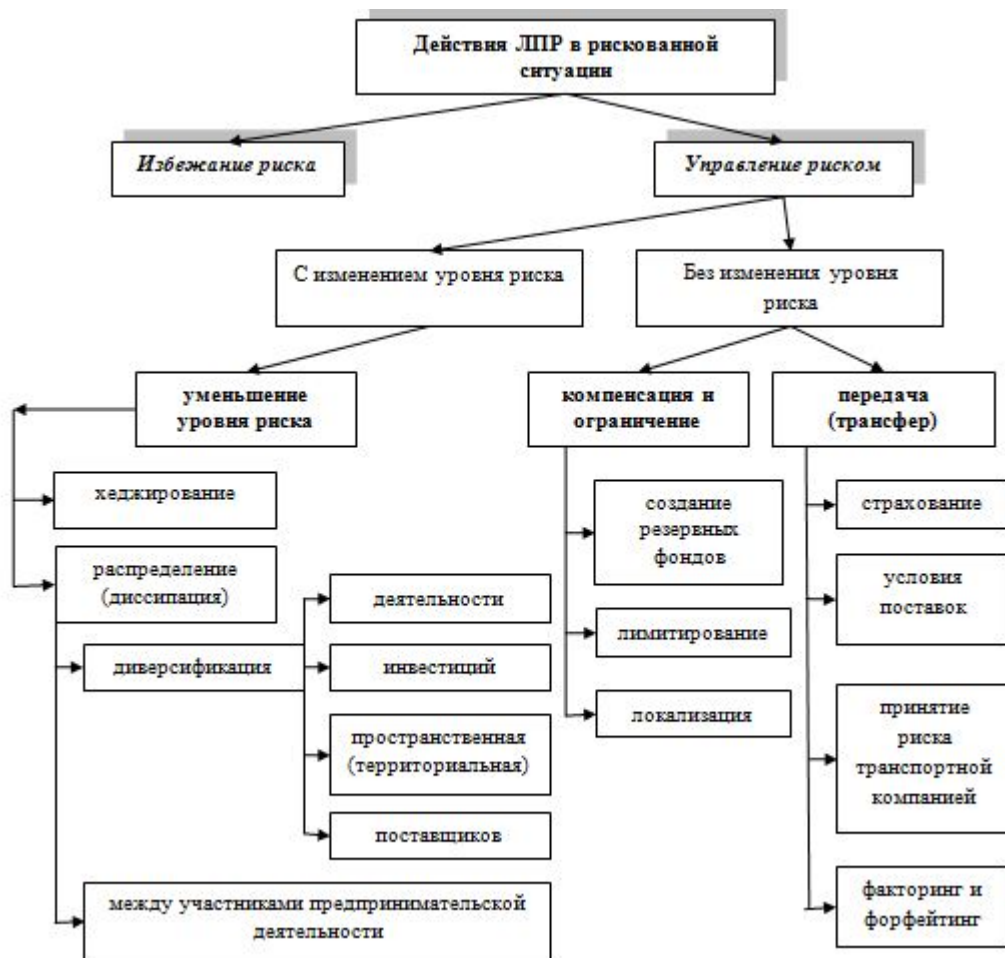 Действия ЛПР в рискованной
ситуации
Избежание риска
Управление риском
С изменением уровня риска
Без изменения уровня
риска
уменьшение
уровня риска
компенсация и
ограничение
передача
(трансфер)
хеджирование
распределение
(диссипация)
диверсификация
деятельности
инвестиций
пространственная
(территориальная)
поставщиков
между участниками предпринимательской
деятельности
создание
резервных
фондов
лимитирование
локализация
страхование
условия
поставок
принятие
риска
транспортной
компанией
факторинг и
форфейтинг